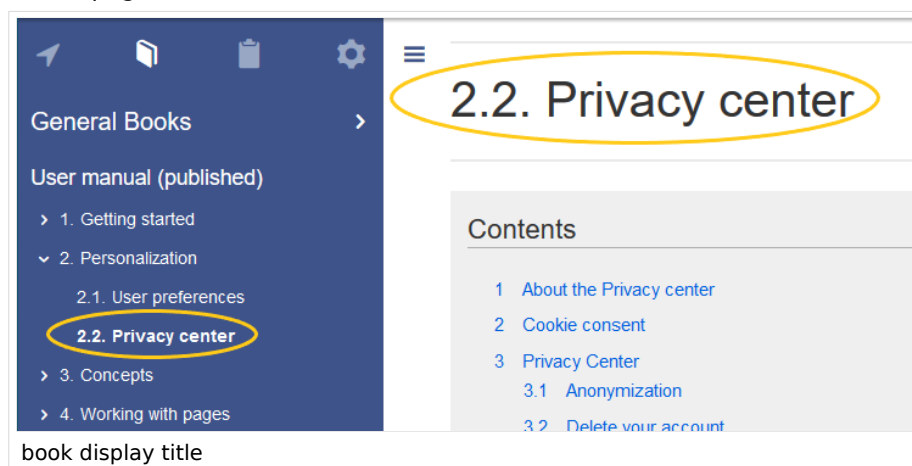 General Books
User manual (published)
1. Getting started
2. Personalization
2.1. User preferences
2.2. Privacy center
3. Concepts
4. Working with pages
2.2. Privacy center
Contents
1 About the Privacy center
2 Cookie consent
3 Privacy Center
3.1 Anonymization
3.2 Delete your account
book display title